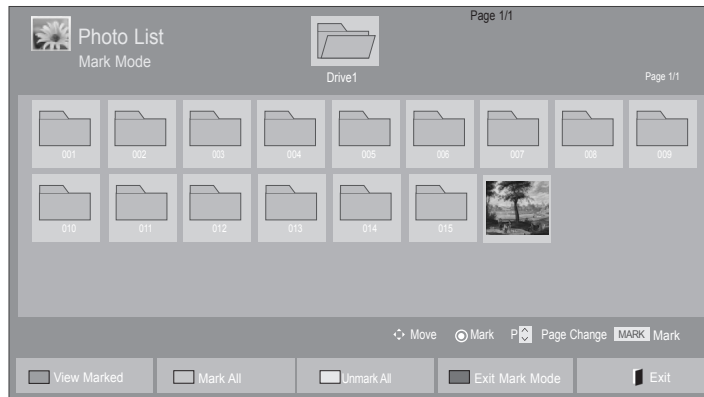 Page 1/1
Photo List
Mark Mode
Drive1
Page 1/1
001 002 003 004 005 006 007 008 009
010 011 012 013 014 015
Move Mark P Page Change MARK Mark
View Marked Mark All Unmark All Exit Mark Mode Exit